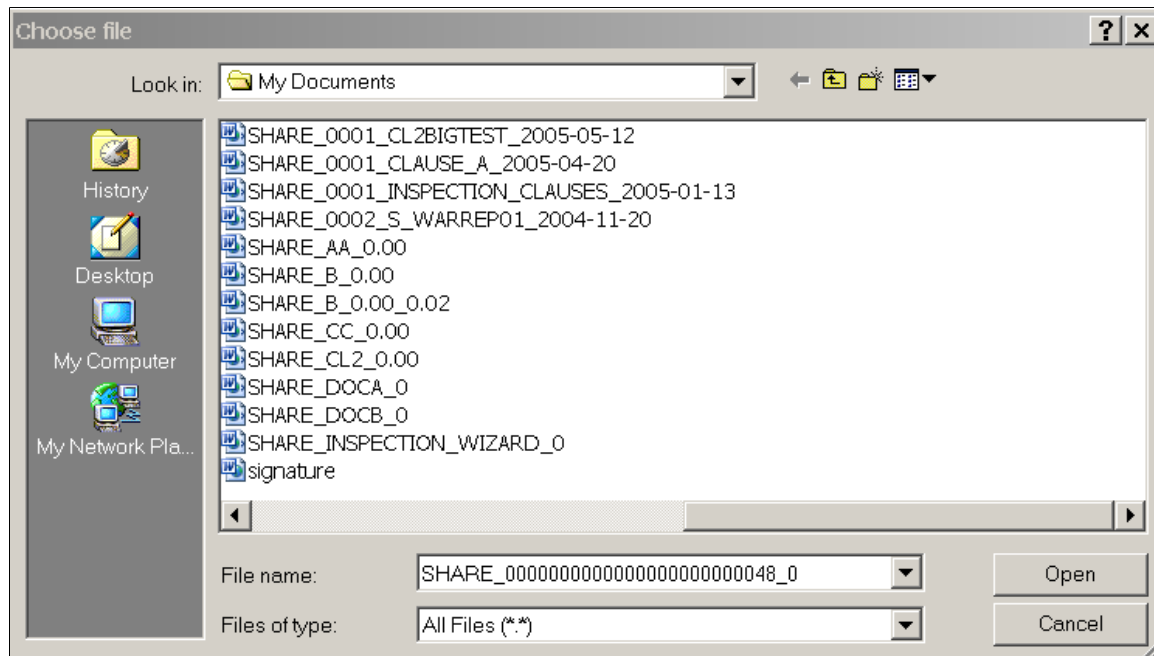 Choose file
Look in: My Documents
History
Desktop
My Computer
My Network Pla...
SHARE_0001_CL2BIGTEST_2005-05-12
SHARE_0001_CLAUSE_A_2005-04-20
SHARE_0001_INSPECTION_CLAUSES_2005-01-13
SHARE_0002_S_WARREP01_2004-11-20
SHARE_AA_0.00
SHARE_B_0.00
SHARE_B_0.00_0.02
SHARE_CC_0.00
SHARE_CL2_0.00
SHARE_DOCA_0
SHARE_DOCB_0
SHARE_INSPECTION_WIZARD_0
signature
File name: SHARE_00000000000000000000000048_0 Open
Files of type: All Files (*.*) Cancel